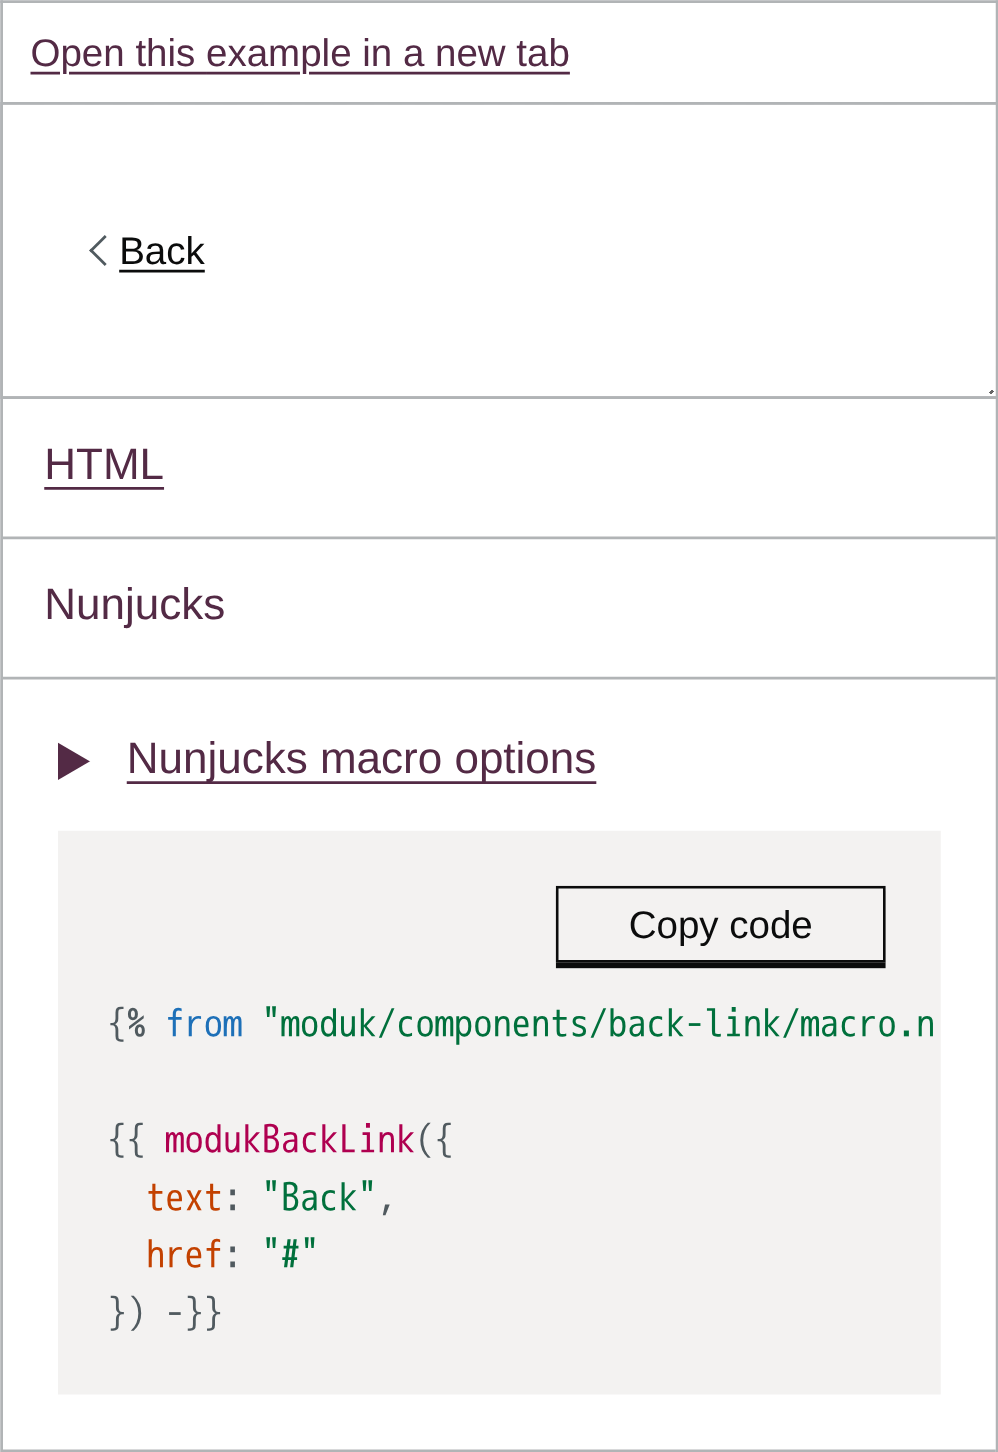 Open this example in a new tab
Back
HTML
Nunjucks
Nunjucks macro options
Copy code
{% from "moduk/components/back-link/macro.n
{{ modukBackLink({
text: "Back",
href: "#"
}) -}}